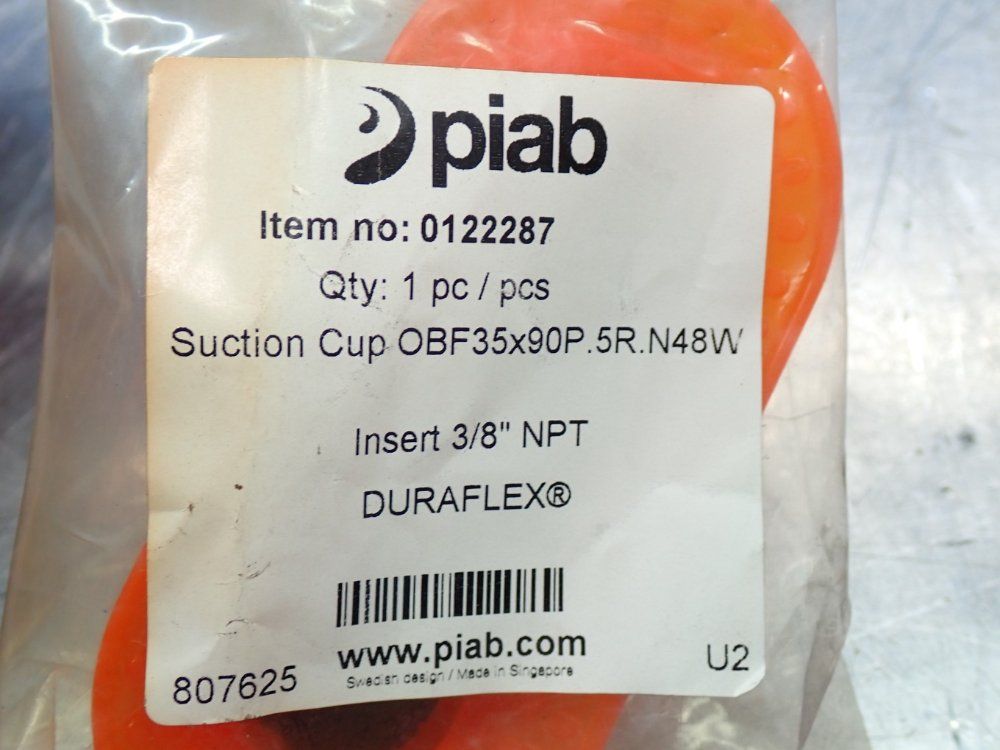 piab
Item no: 0122287
Qty: 1 pc / pcs
Suction Cup OBF35x90P.5R.N48W
Insert 3/8" NPT
DURAFLEX®
www.piab.com
Swedish design / Made in Singapore
807625
U2